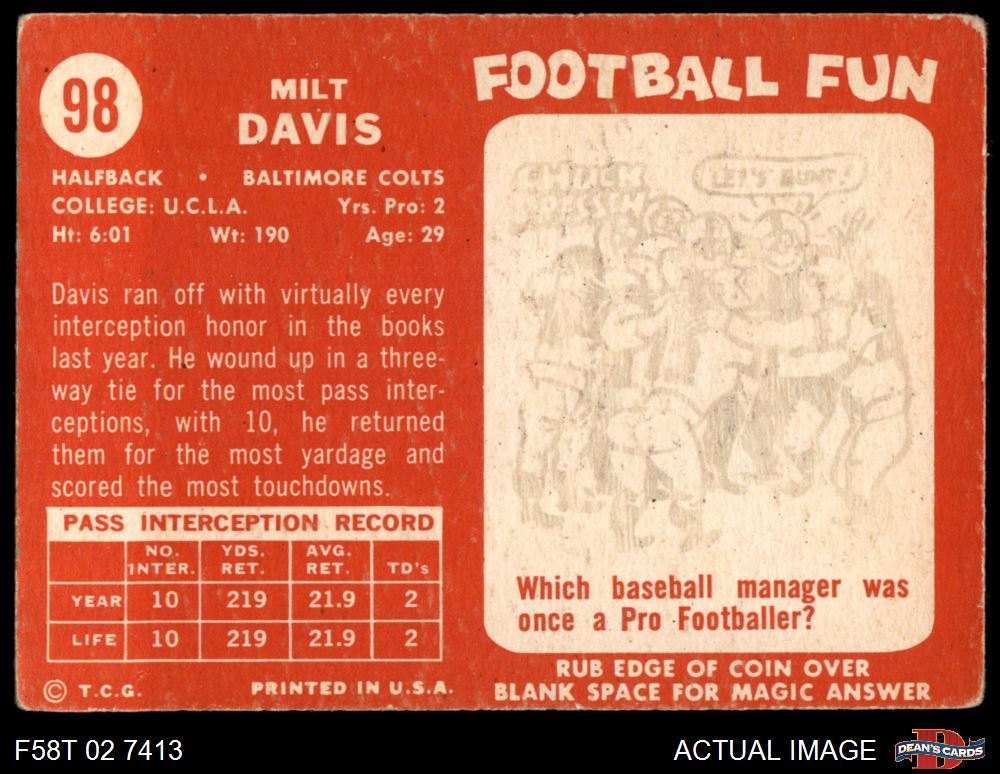 98
MILT
DAVIS
HALFBACK • BALTIMORE COLTS
COLLEGE: U.C.L.A. Yrs. Pro: 2
Ht: 6:01 Wt: 190 Age: 29
Davis ran off with virtually every
interception honor in the books
last year. He wound up in a three-
way tie for the most pass inter-
ceptions, with 10, he returned
them for the most yardage and
scored the most touchdowns.
PASS INTERCEPTION RECORD
NO. INTER. YDS. RET. AVG. RET. TD's
YEAR 10 219 21.9 2
LIFE 10 219 21.9 2
© T.C.G. PRINTED IN U.S.A.
FOOTBALL FUN
CHUCK
DRESSEN
LET'S BUNT!
Which baseball manager was
once a Pro Footballer?
RUB EDGE OF COIN OVER
BLANK SPACE FOR MAGIC ANSWER
F58T 02 7413
ACTUAL IMAGE
D
DEAN'S CARDS